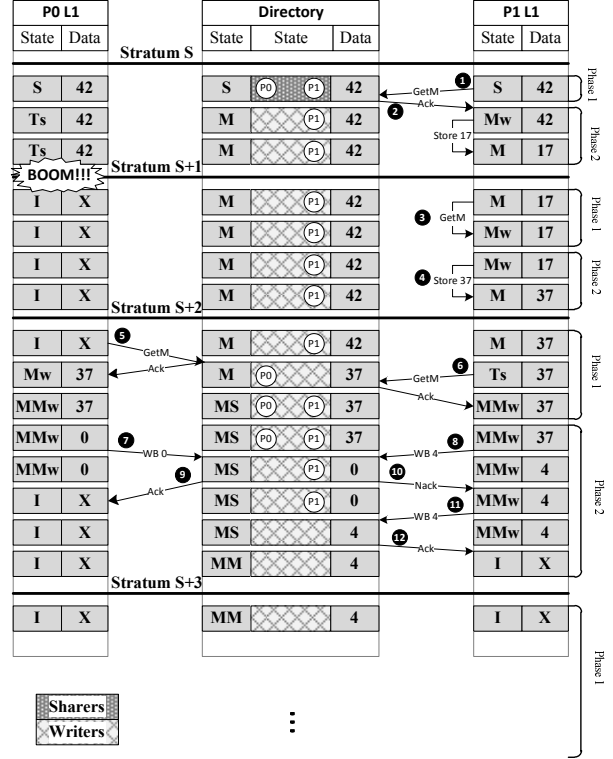 P0 L1 Directory P1 L1
State Data State State Data State Data
Stratum S
S 42 S P0 P1 42 S 42
1 GetM
2 Ack
Phase 1
Ts 42 M P1 42 Mw 42
Store 17
Ts 42 M P1 42 M 17
Phase 2
BOOM!!!
Stratum S+1
I X M P1 42 M 17
3 GetM
I X M P1 42 Mw 17
Phase 1
I X M P1 42 Mw 17
4 Store 37
I X M P1 42 M 37
Phase 2
Stratum S+2
I X M P1 42 M 37
5 GetM
Ack
6 GetM
Ack
Mw 37 M P0 37 Ts 37
MMw 37 MS P0 P1 37 MMw 37
Phase 1
MMw 0 MS P0 P1 37 MMw 37
7 WB 0
8 WB 4
MMw 0 MS P1 0 MMw 4
9 Ack
10 Nack
I X MS P1 0 MMw 4
11 WB 4
I X MS 4 MMw 4
12 Ack
I X MM 4 I X
Phase 2
Stratum S+3
I X MM 4 I X
Phase 1
Sharers
Writers